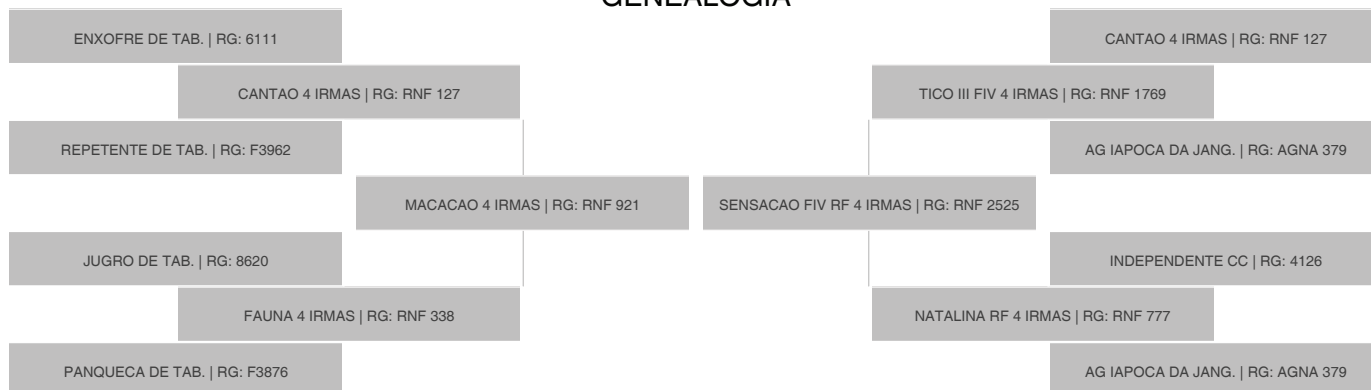 GENEALOGIA
ENXOFRE DE TAB. | RG: 6111
CANTAO 4 IRMAS | RG: RNF 127
CANTAO 4 IRMAS | RG: RNF 127
TICO III FIV 4 IRMAS | RG: RNF 1769
REPETENTE DE TAB. | RG: F3962
AG IAPOCA DA JANG. | RG: AGNA 379
MACACAO 4 IRMAS | RG: RNF 921
SENSACAO FIV RF 4 IRMAS | RG: RNF 2525
JUGRO DE TAB. | RG: 8620
INDEPENDENTE CC | RG: 4126
FAUNA 4 IRMAS | RG: RNF 338
NATALINA RF 4 IRMAS | RG: RNF 777
PANQUECA DE TAB. | RG: F3876
AG IAPOCA DA JANG. | RG: AGNA 379